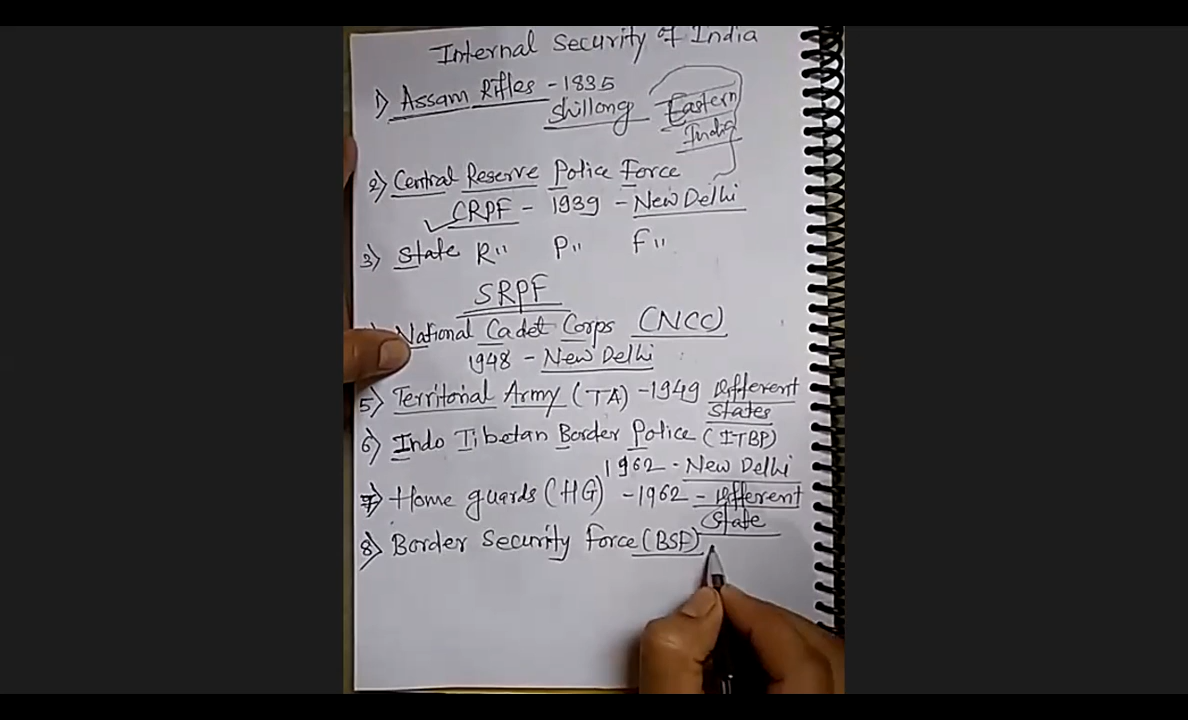 Internal Security of India
1) Assam Rifles - 1835
Shillong Eastern
India
2) Central Reserve Police Force
CRPF - 1939 - New Delhi
3) State R" P" F"
SRPF
National Cadet Corps (NCC)
1948 - New Delhi
5) Territorial Army (TA) - 1949 Different
States
6) Indo Tibetan Border Police (ITBP)
1962 - New Delhi
7) Home guards (HG) - 1962 - Different
State
8) Border Security Force (BSF)